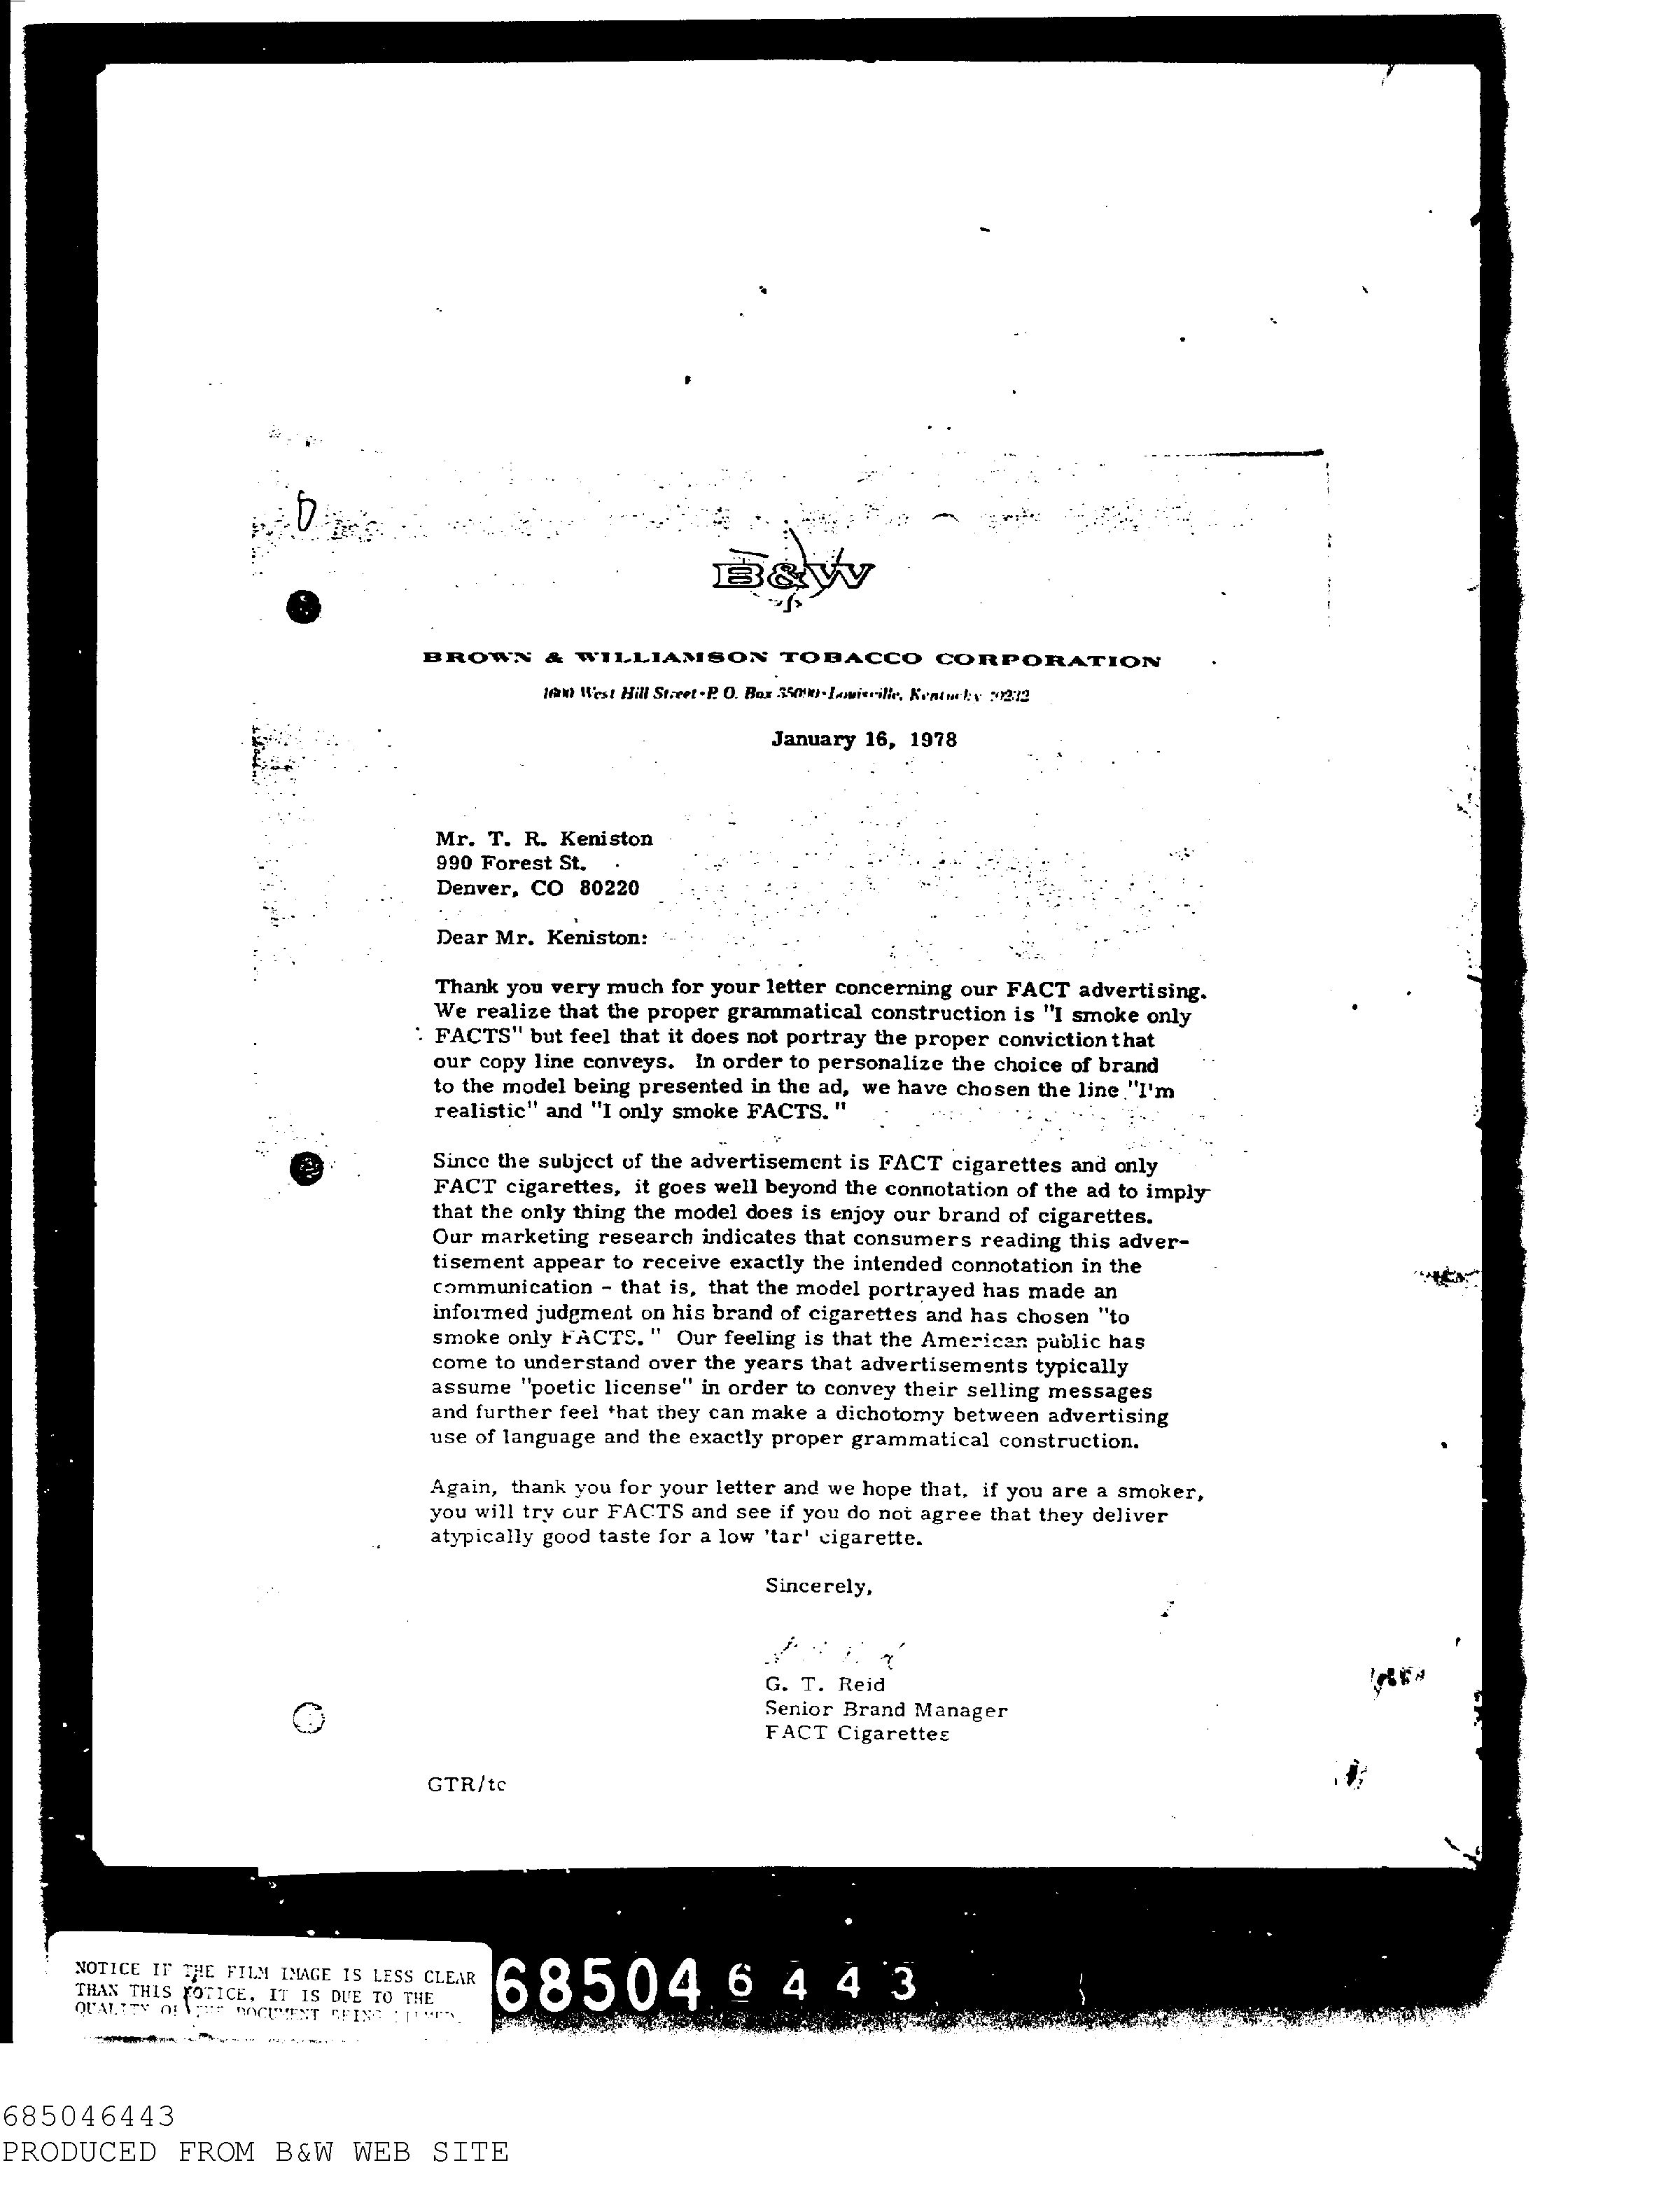 B&W
BROWN & WILLIAMSON TOBACCO CORPORATION
1600 West Hill Street • P. O. Box 35090 • Louisville, Kentucky 40232
January 16, 1978
Mr. T. R. Keniston
990 Forest St.
Denver, CO 80220
Dear Mr. Keniston:
Thank you very much for your letter concerning our FACT advertising.
We realize that the proper grammatical construction is "I smoke only
FACTS" but feel that it does not portray the proper conviction that
our copy line conveys. In order to personalize the choice of brand
to the model being presented in the ad, we have chosen the line "I'm
realistic" and "I only smoke FACTS."
Since the subject of the advertisement is FACT cigarettes and only
FACT cigarettes, it goes well beyond the connotation of the ad to imply
that the only thing the model does is enjoy our brand of cigarettes.
Our marketing research indicates that consumers reading this adver-
tisement appear to receive exactly the intended connotation in the
communication - that is, that the model portrayed has made an
informed judgment on his brand of cigarettes and has chosen "to
smoke only FACTS." Our feeling is that the American public has
come to understand over the years that advertisements typically
assume "poetic license" in order to convey their selling messages
and further feel that they can make a dichotomy between advertising
use of language and the exactly proper grammatical construction.
Again, thank you for your letter and we hope that, if you are a smoker,
you will try our FACTS and see if you do not agree that they deliver
atypically good taste for a low 'tar' cigarette.
Sincerely,
G. T. Reid
Senior Brand Manager
FACT Cigarettes
GTR/tc
NOTICE IF THE FILM IMAGE IS LESS CLEAR
THAN THIS NOTICE, IT IS DUE TO THE
QUALITY OF THE DOCUMENT BEING FILMED.
685046443
685046443
PRODUCED FROM B&W WEB SITE